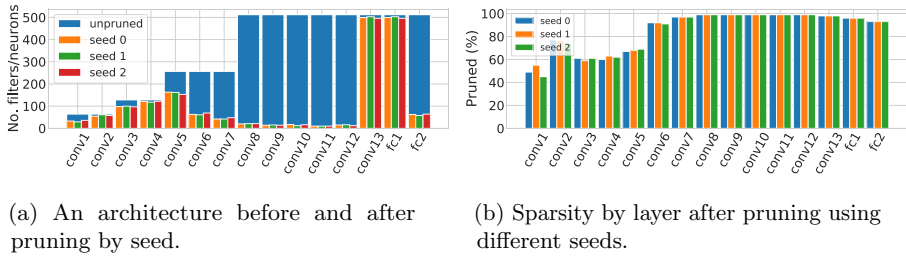 No. filters/neurons
500
400
300
200
100
0
unpruned
seed 0
seed 1
seed 2
conv1
conv2
conv3
conv4
conv5
conv6
conv7
conv8
conv9
conv10
conv11
conv12
conv13
fc1
fc2
Pruned (%)
100
80
60
40
20
0
seed 0
seed 1
seed 2
conv1
conv2
conv3
conv4
conv5
conv6
conv7
conv8
conv9
conv10
conv11
conv12
conv13
fc1
fc2
(a) An architecture before and after
pruning by seed.
(b) Sparsity by layer after pruning using
different seeds.